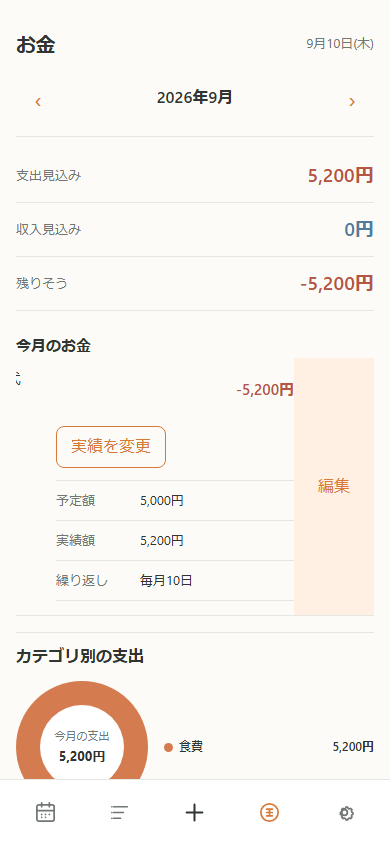 お金
9月10日(木)
‹ 2026年9月 ›
支出見込み 5,200円
収入見込み 0円
残りそう -5,200円
今月のお金
-5,200円
実績を変更
編集
予定額 5,000円
実績額 5,200円
繰り返し 毎月10日
カテゴリ別の支出
今月の支出
5,200円
食費 5,200円